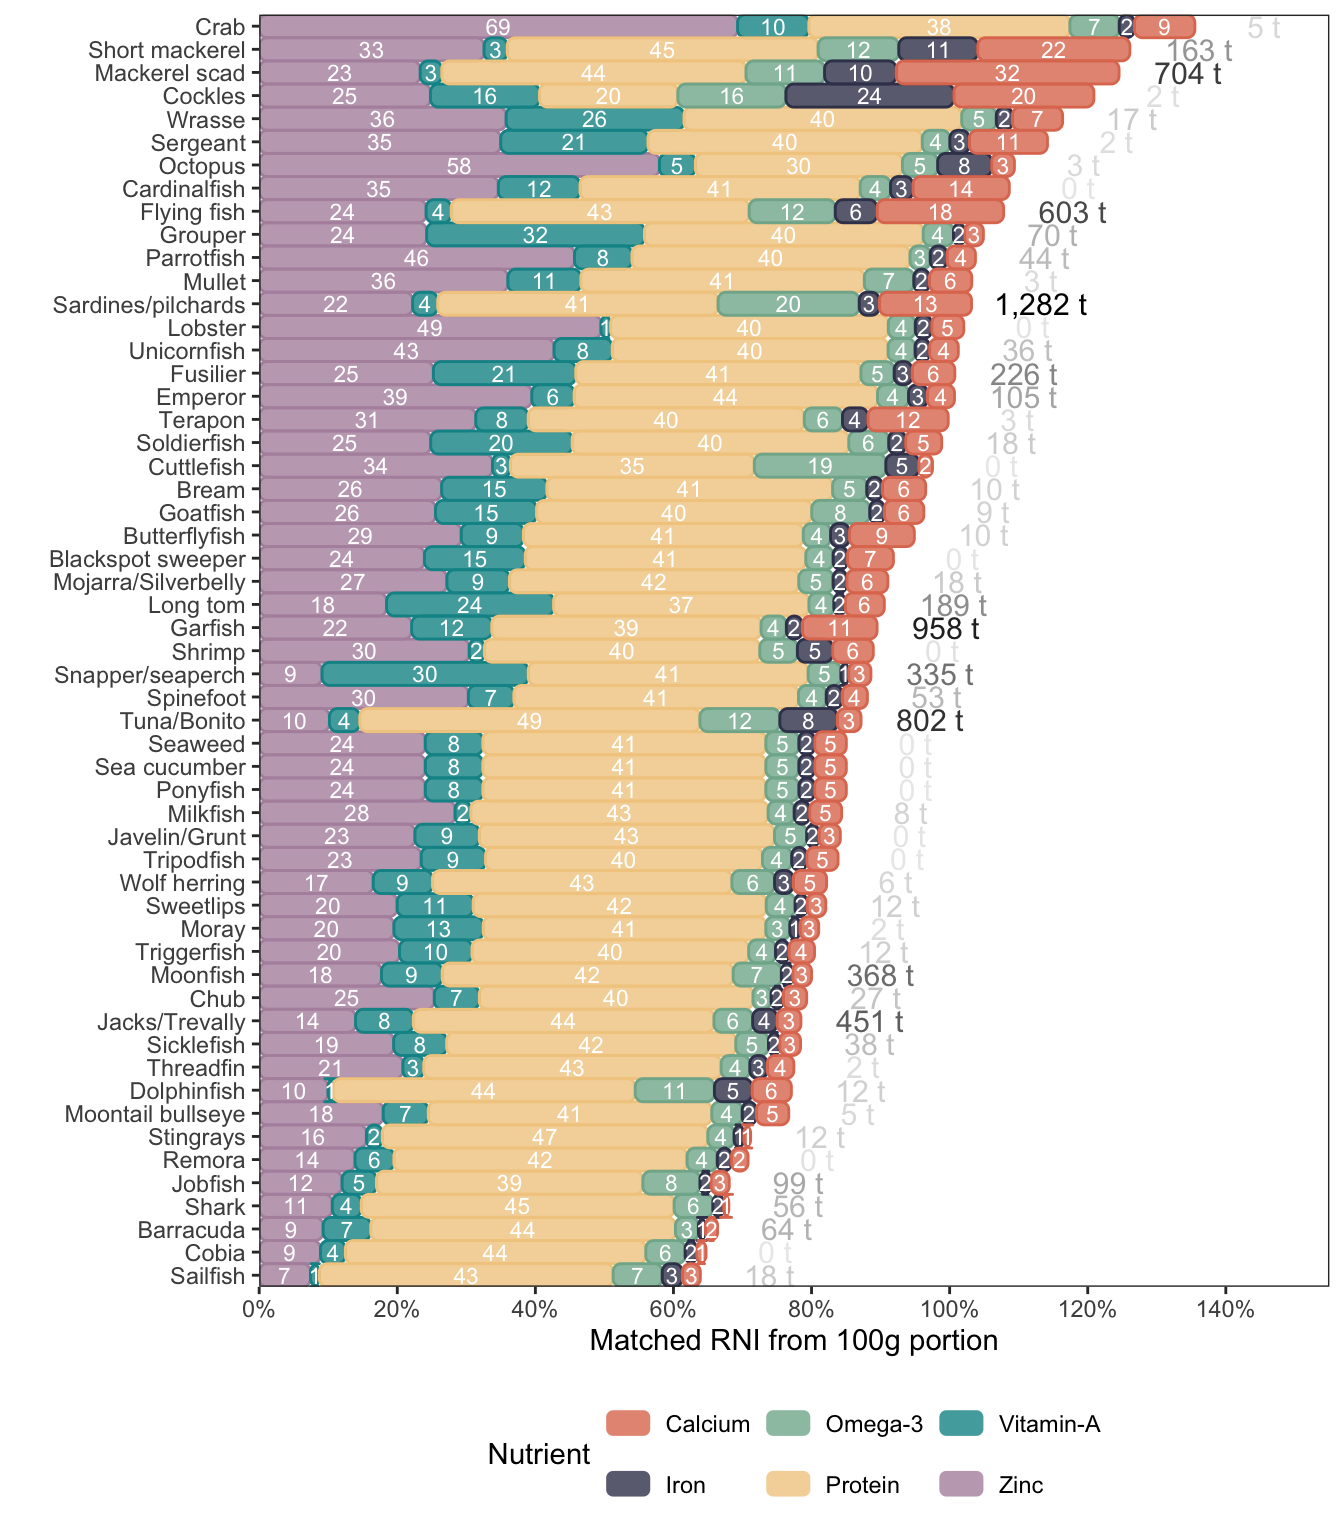 Crab 69 10 38 7 2 9 5 t
Short mackerel 33 3 45 12 11 22 163 t
Mackerel scad 23 3 44 11 10 32 704 t
Cockles 25 16 20 16 24 20 2 t
Wrasse 36 26 40 5 2 7 17 t
Sergeant 35 21 40 4 3 11 2 t
Octopus 58 5 30 5 8 3 3 t
Cardinalfish 35 12 41 4 3 14 0 t
Flying fish 24 4 43 12 6 18 603 t
Grouper 24 32 40 4 2 3 70 t
Parrotfish 46 8 40 3 2 4 44 t
Mullet 36 11 41 7 2 6 3 t
Sardines/pilchards 22 4 41 20 3 13 1,282 t
Lobster 49 1 40 4 2 5 0 t
Unicornfish 43 8 40 4 2 4 36 t
Fusilier 25 21 41 5 3 6 226 t
Emperor 39 6 44 4 3 4 105 t
Terapon 31 8 40 6 4 12 3 t
Soldierfish 25 20 40 6 2 5 18 t
Cuttlefish 34 3 35 19 5 2 0 t
Bream 26 15 41 5 2 6 10 t
Goatfish 26 15 40 8 2 6 9 t
Butterflyfish 29 9 41 4 3 9 10 t
Blackspot sweeper 24 15 41 4 2 7 0 t
Mojarra/Silverbelly 27 9 42 5 2 6 18 t
Long tom 18 24 37 4 2 6 189 t
Garfish 22 12 39 4 2 11 958 t
Shrimp 30 2 40 5 5 6 0 t
Snapper/seaperch 9 30 41 5 1 3 335 t
Spinefoot 30 7 41 4 2 4 53 t
Tuna/Bonito 10 4 49 12 8 3 802 t
Seaweed 24 8 41 5 2 5 0 t
Sea cucumber 24 8 41 5 2 5 0 t
Ponyfish 24 8 41 5 2 5 0 t
Milkfish 28 2 43 4 2 5 8 t
Javelin/Grunt 23 9 43 5 2 3 0 t
Tripodfish 23 9 40 4 2 5 0 t
Wolf herring 17 9 43 6 3 5 6 t
Sweetlips 20 11 42 4 2 3 12 t
Moray 20 13 41 3 1 3 2 t
Triggerfish 20 10 40 4 2 4 12 t
Moonfish 18 9 42 7 2 3 368 t
Chub 25 7 40 3 2 3 27 t
Jacks/Trevally 14 8 44 6 4 3 451 t
Sicklefish 19 8 42 5 2 3 38 t
Threadfin 21 3 43 4 3 4 2 t
Dolphinfish 10 1 44 11 5 6 12 t
Moontail bullseye 18 7 41 4 2 5 5 t
Stingrays 16 2 47 4 1 1 12 t
Remora 14 6 42 4 2 2 0 t
Jobfish 12 5 39 8 2 3 99 t
Shark 11 4 45 6 2 1 56 t
Barracuda 9 7 44 3 1 2 64 t
Cobia 9 4 44 6 2 1 0 t
Sailfish 7 1 43 7 3 3 18 t
0% 20% 40% 60% 80% 100% 120% 140%
Matched RNI from 100g portion
Nutrient
Calcium Omega-3 Vitamin-A
Iron Protein Zinc